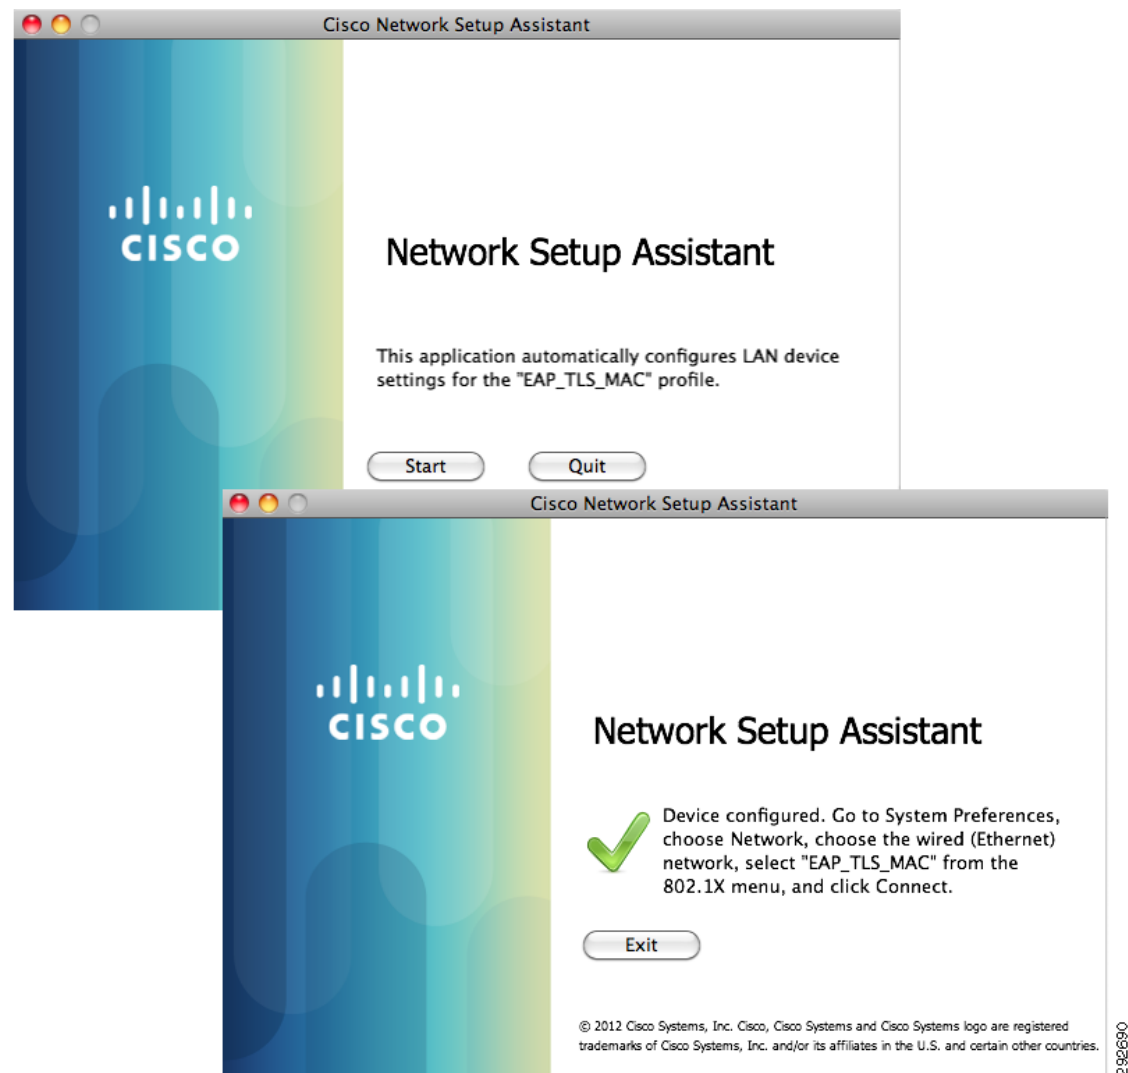 Cisco Network Setup Assistant
CISCO
Network Setup Assistant
This application automatically configures LAN device
settings for the "EAP_TLS_MAC" profile.
Start
Quit
Cisco Network Setup Assistant
CISCO
Network Setup Assistant
Device configured. Go to System Preferences,
choose Network, choose the wired (Ethernet)
network, select "EAP_TLS_MAC" from the
802.1X menu, and click Connect.
Exit
© 2012 Cisco Systems, Inc. Cisco, Cisco Systems and Cisco Systems logo are registered
trademarks of Cisco Systems, Inc. and/or its affiliates in the U.S. and certain other countries.
292690